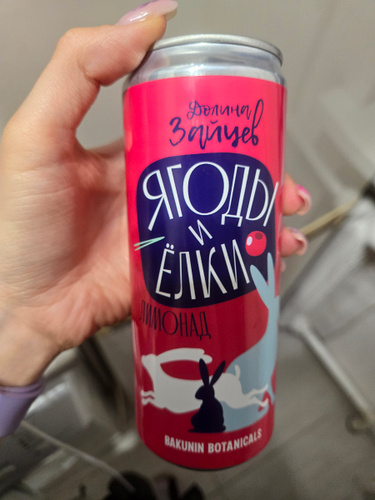 Долина
Зайцев
ЯГОДЫ
И
ЁЛКИ
ЛИМОНАД
BAKUNIN BOTANICALS